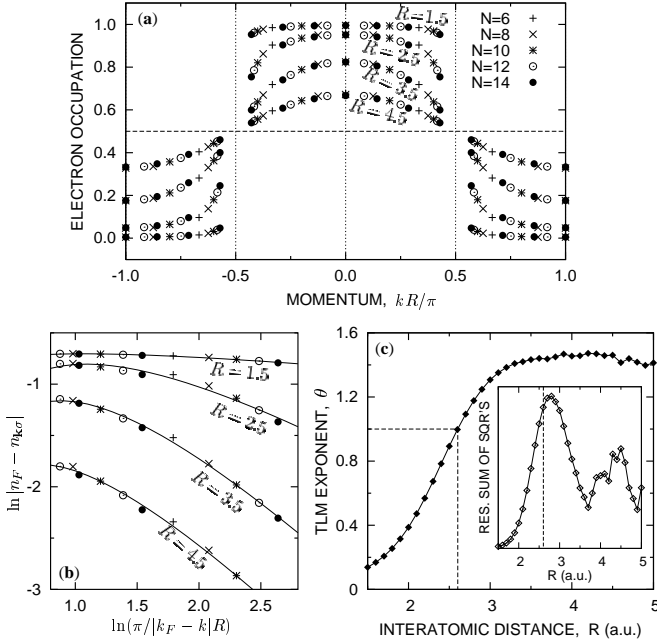 (a)
R=1.5
R=2.5
R=3.5
R=4.5
N=6
N=8
N=10
N=12
N=14
ELECTRON OCCUPATION
1.0
0.8
0.6
0.4
0.2
0.0
-1.0 -0.5 0.0 0.5 1.0
MOMENTUM, kR/π
(b)
R=1.5
R=2.5
R=3.5
R=4.5
ln|n_F − n_kσ|
0
-1
-2
-3
1.0 1.5 2.0 2.5
ln(π/|k_F − k|R)
(c)
TLM EXPONENT, θ
1.6
1.2
0.8
0.4
0
2 3 4 5
INTERATOMIC DISTANCE, R (a.u.)
RES. SUM OF SQR'S
2 3 4 5
R (a.u.)